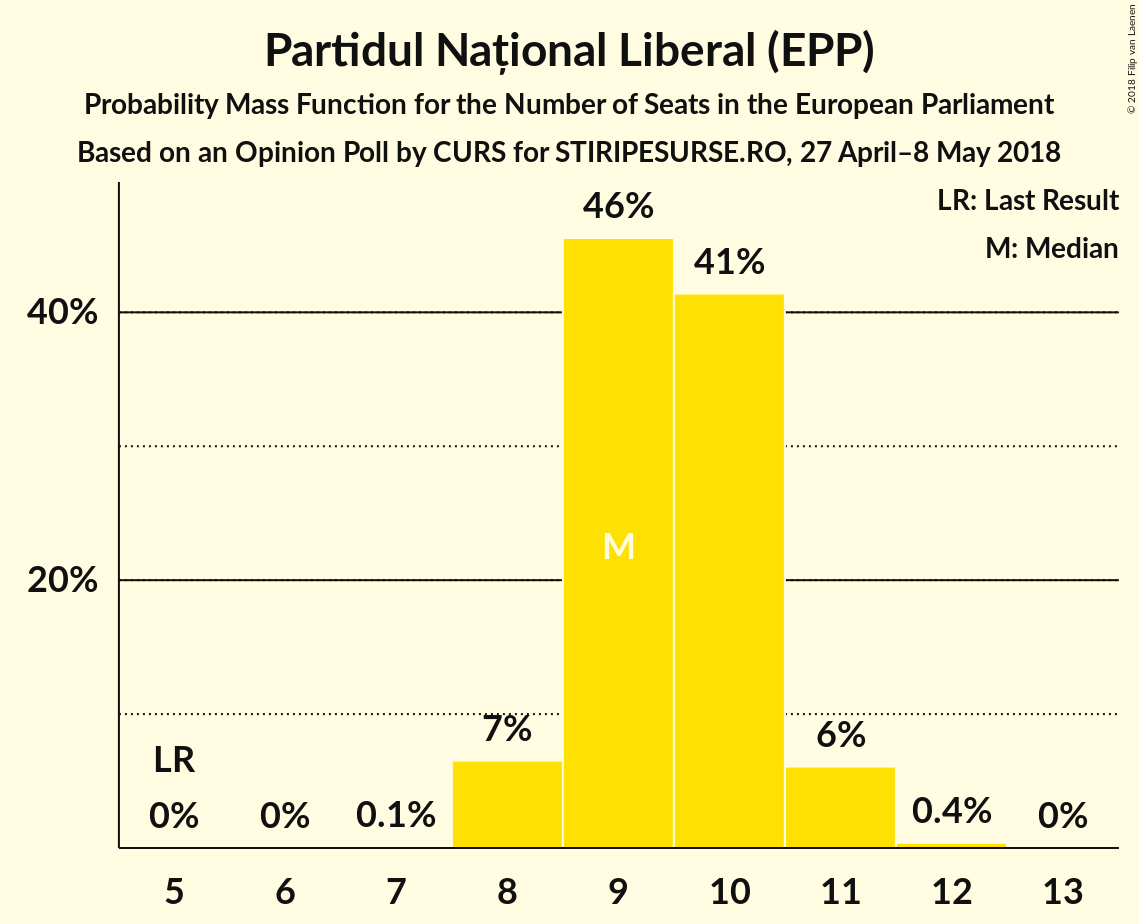 Partidul Național Liberal (EPP)
Probability Mass Function for the Number of Seats in the European Parliament
Based on an Opinion Poll by CURS for STIRIPESURSE.RO, 27 April–8 May 2018
© 2018 Filip van Laenen
LR: Last Result
M: Median
40%
20%
LR
0%
0%
0.1%
7%
46%
M
41%
6%
0.4%
0%
5 6 7 8 9 10 11 12 13